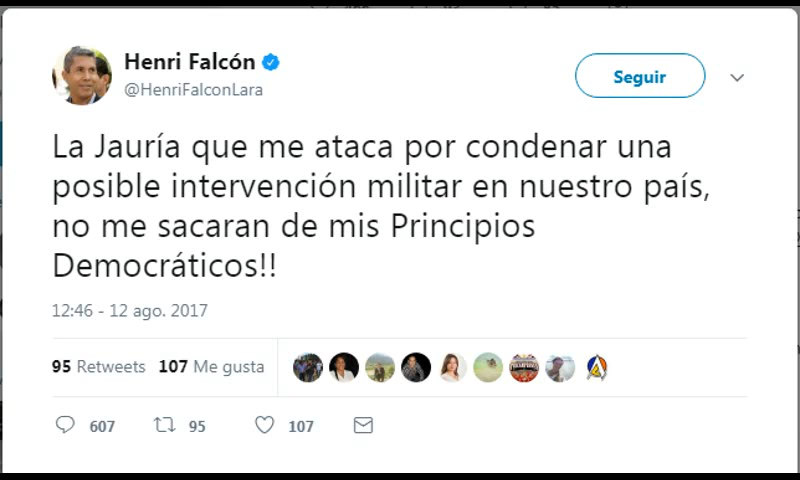 Henri Falcón
@HenriFalconLara
Seguir
La Jauría que me ataca por condenar una
posible intervención militar en nuestro país,
no me sacaran de mis Principios
Democráticos!!
12:46 - 12 ago. 2017
95 Retweets 107 Me gusta
607 95 107